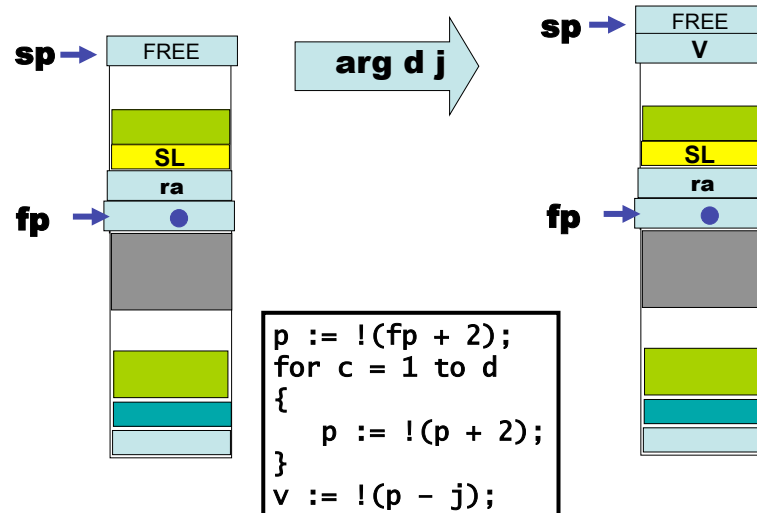 sp
FREE
arg d j
sp
FREE
V
SL
ra
fp
SL
ra
fp
p := !(fp + 2);
for c = 1 to d
{
p := !(p + 2);
}
v := !(p - j);